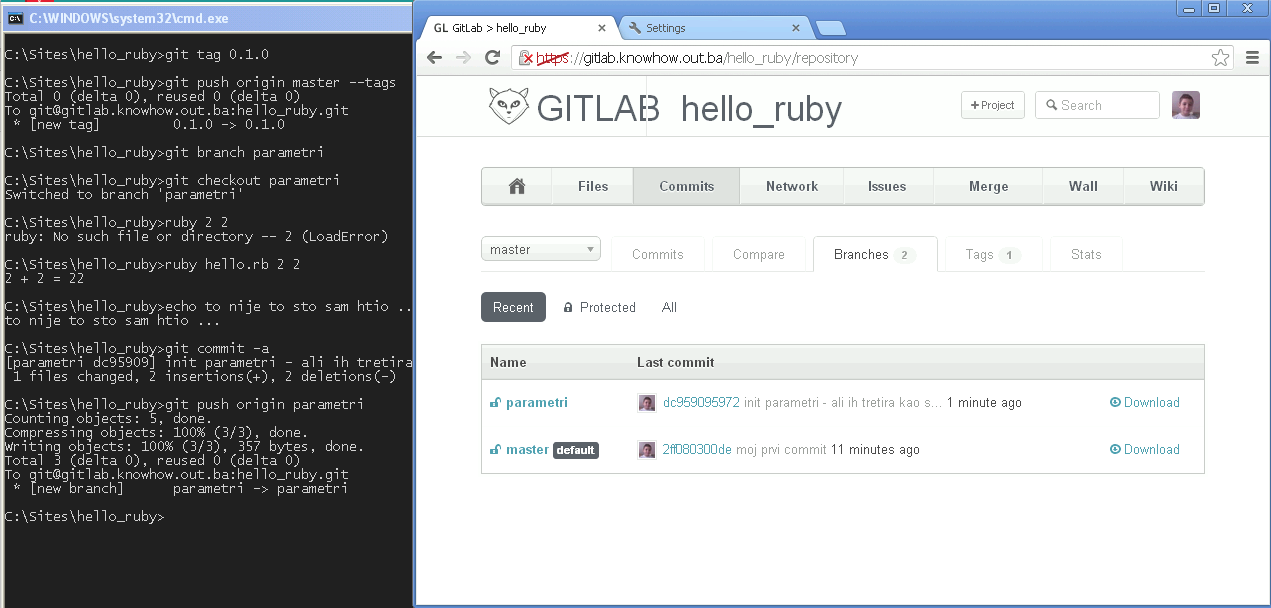 C:\WINDOWS\system32\cmd.exe
C:\Sites\hello_ruby>git tag 0.1.0
C:\Sites\hello_ruby>git push origin master --tags
Total 0 (delta 0), reused 0 (delta 0)
To git@gitlab.knowhow.out.ba:hello_ruby.git
* [new tag] 0.1.0 -> 0.1.0
C:\Sites\hello_ruby>git branch parametri
C:\Sites\hello_ruby>git checkout parametri
Switched to branch 'parametri'
C:\Sites\hello_ruby>ruby 2 2
ruby: No such file or directory -- 2 (LoadError)
C:\Sites\hello_ruby>ruby hello.rb 2 2
2 + 2 = 22
C:\Sites\hello_ruby>echo to nije to sto sam htio ..
to nije to sto sam htio ...
C:\Sites\hello_ruby>git commit -a
[parametri dc95909] init parametri - ali ih tretira
1 files changed, 2 insertions(+), 2 deletions(-)
C:\Sites\hello_ruby>git push origin parametri
Counting objects: 5, done.
Compressing objects: 100% (3/3), done.
Writing objects: 100% (3/3), 357 bytes, done.
Total 3 (delta 0), reused 0 (delta 0)
To git@gitlab.knowhow.out.ba:hello_ruby.git
* [new branch] parametri -> parametri
C:\Sites\hello_ruby>
GL GitLab > hello_ruby
Settings
https://gitlab.knowhow.out.ba/hello_ruby/repository
GITLAB hello_ruby
+Project
Search
Files Commits Network Issues Merge Wall Wiki
master Commits Compare Branches 2 Tags 1 Stats
Recent Protected All
Name Last commit
parametri dc959095972 init parametri - ali ih tretira kao s... 1 minute ago Download
master default 2ff080300de moj prvi commit 11 minutes ago Download